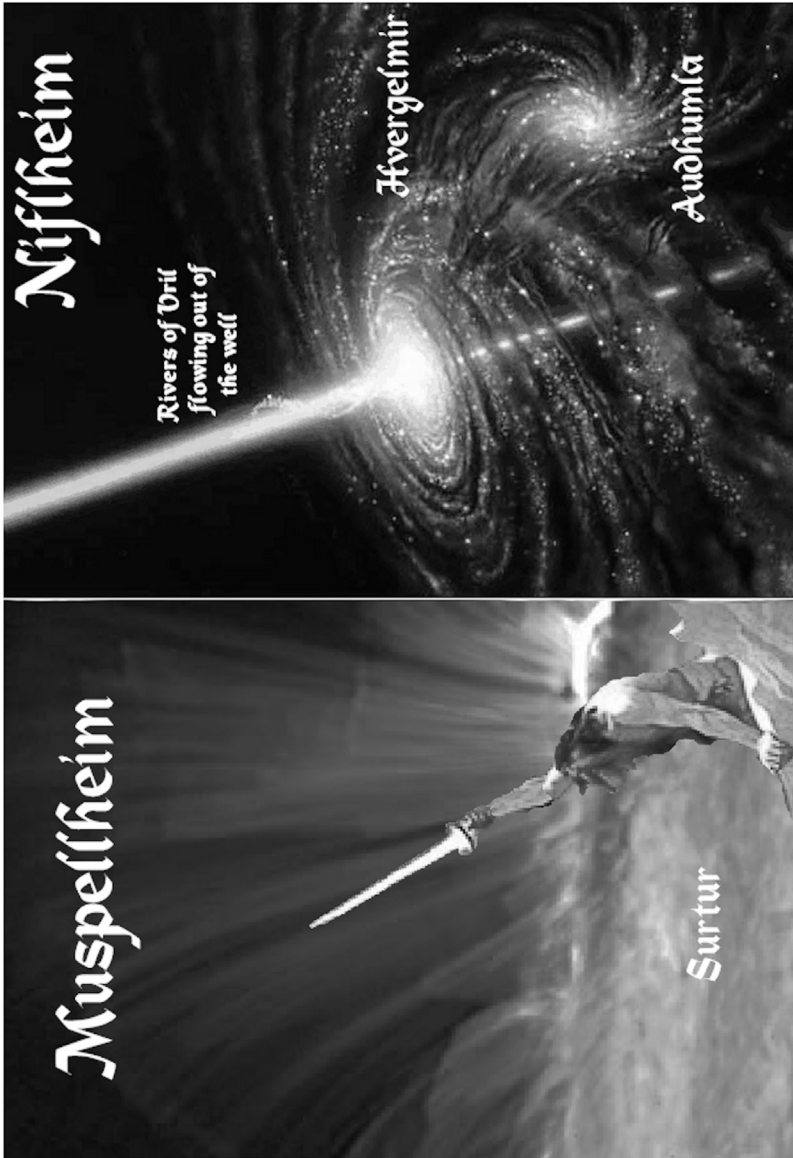 Muspellheim
Surtur
Niflheim
Rivers of Vril
flowing out of
the well
Hvergelmir
Audhumla